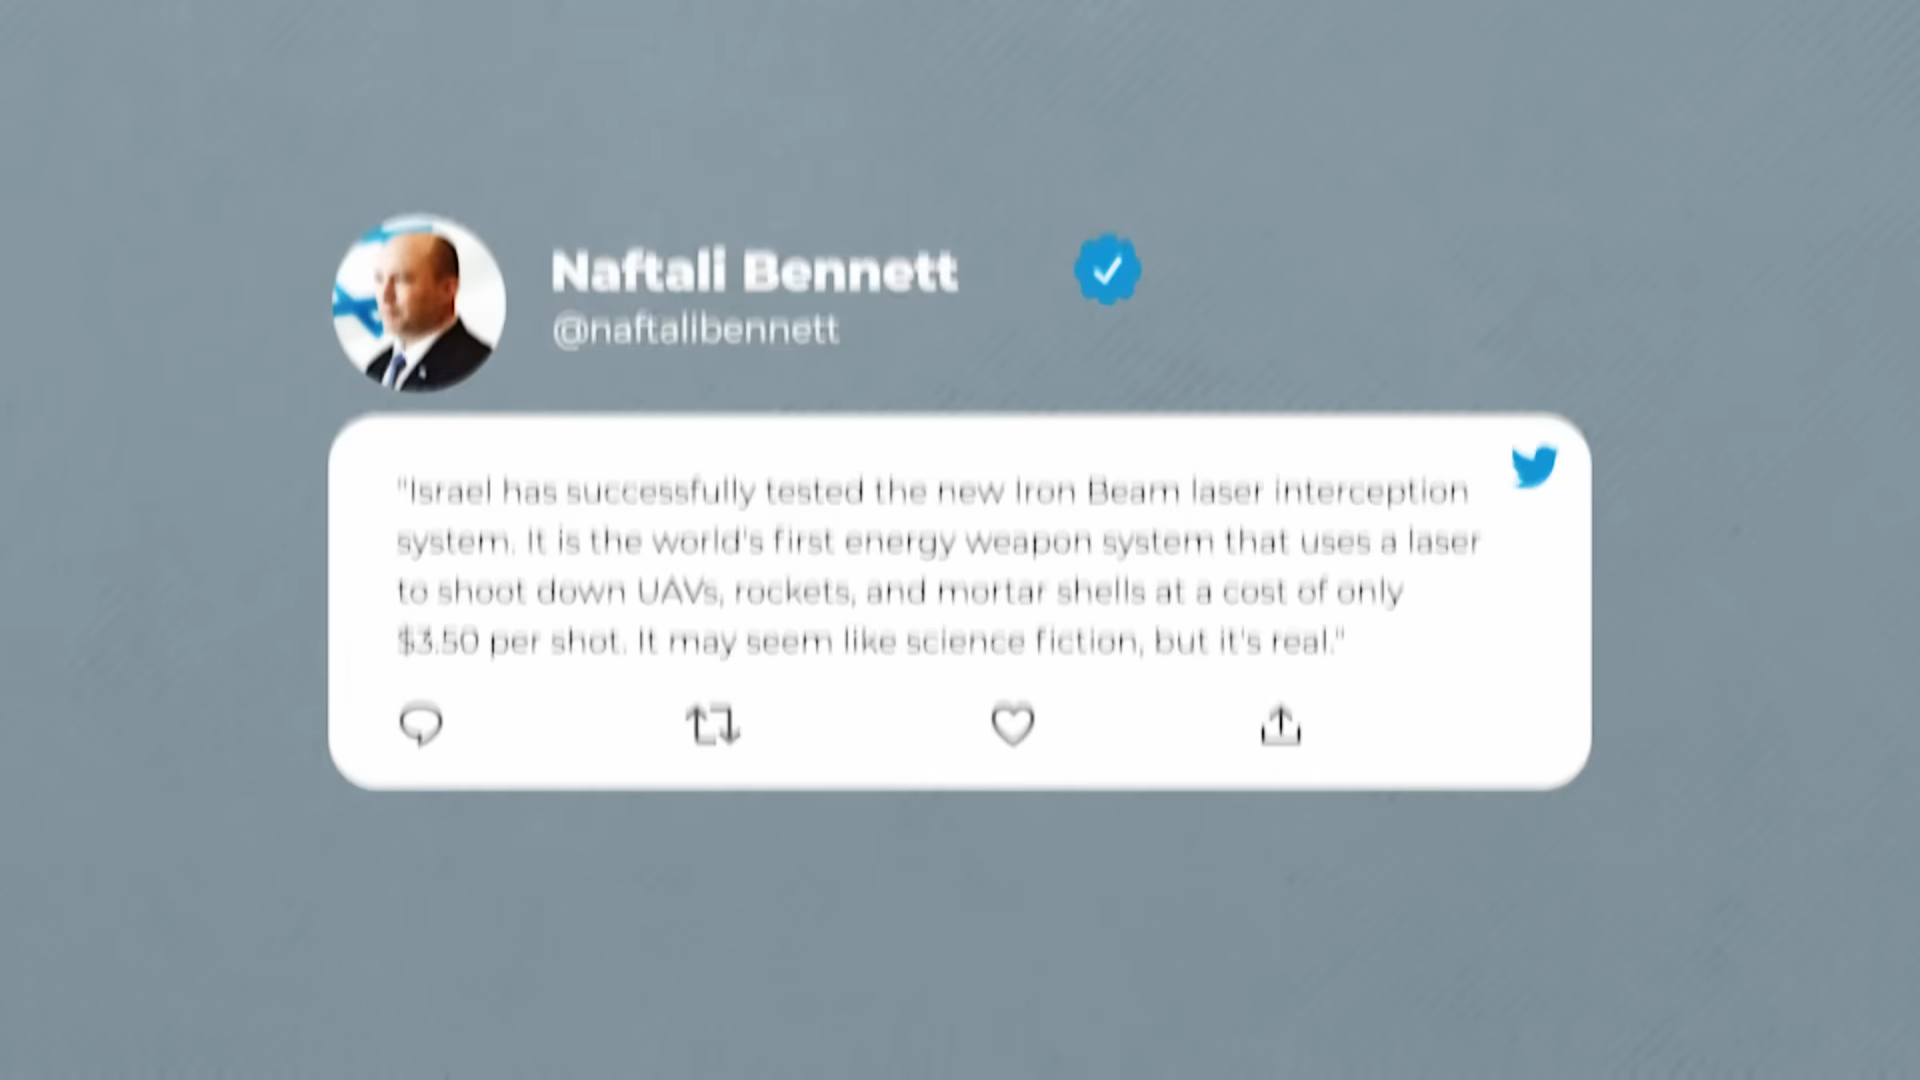 Naftali Bennett
@naftalibennett
"Israel has successfully tested the new Iron Beam laser interception
system. It is the world's first energy weapon system that uses a laser
to shoot down UAVs, rockets, and mortar shells at a cost of only
$3.50 per shot. It may seem like science fiction, but it's real."